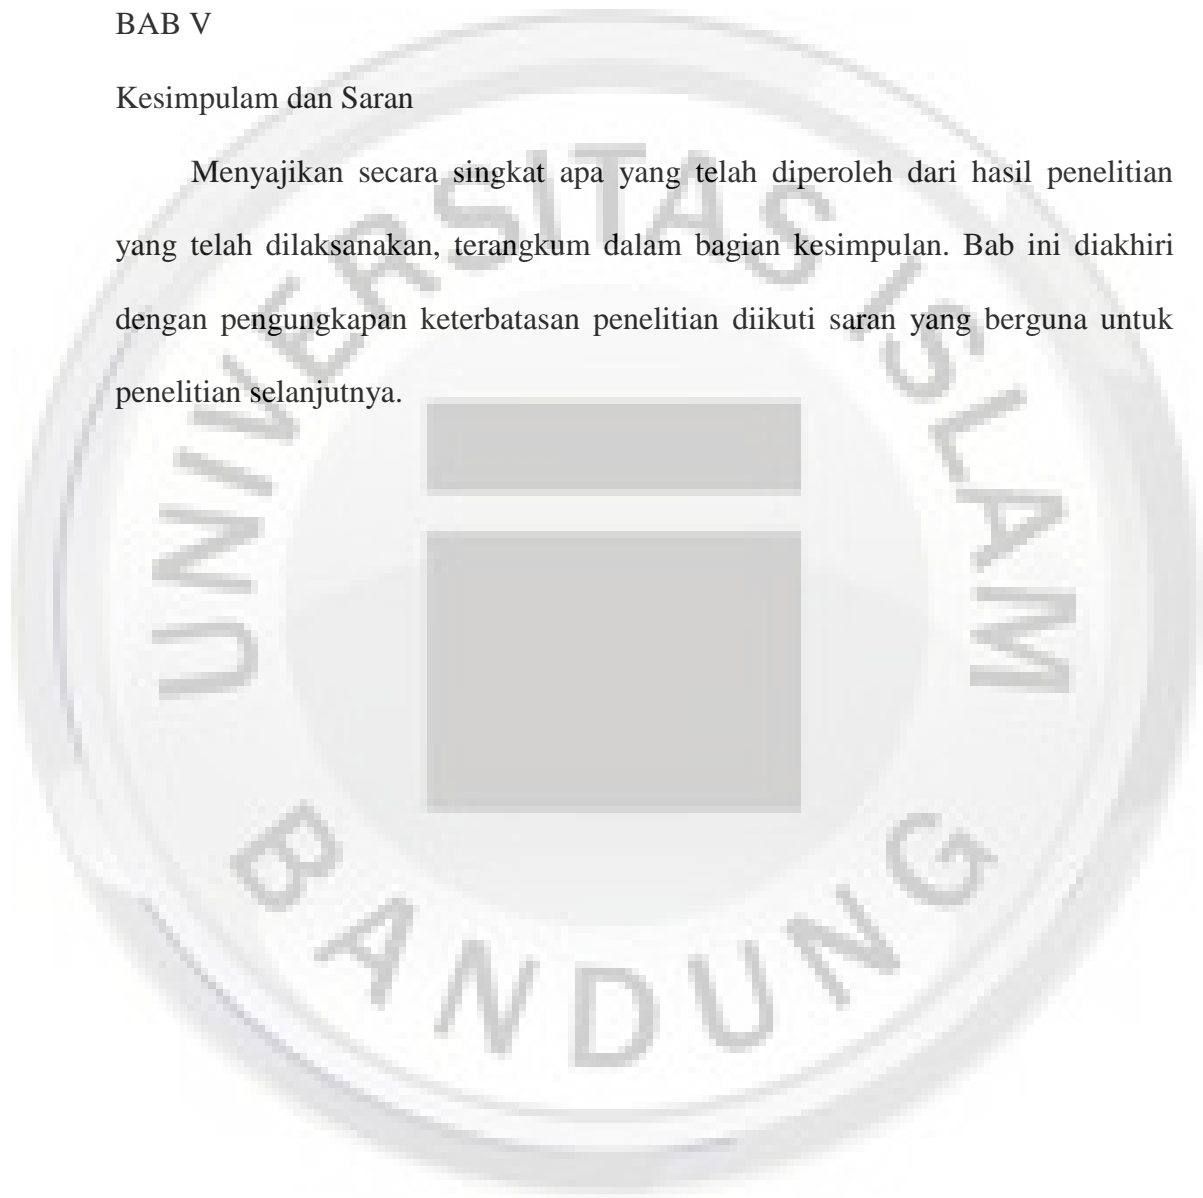 BAB V
Kesimpulam dan Saran
Menyajikan secara singkat apa yang telah diperoleh dari hasil penelitian
yang telah dilaksanakan, terangkum dalam bagian kesimpulan. Bab ini diakhiri
dengan pengungkapan keterbatasan penelitian diikuti saran yang berguna untuk
penelitian selanjutnya.
UNIVERSITAS ISLAM
BANDUNG